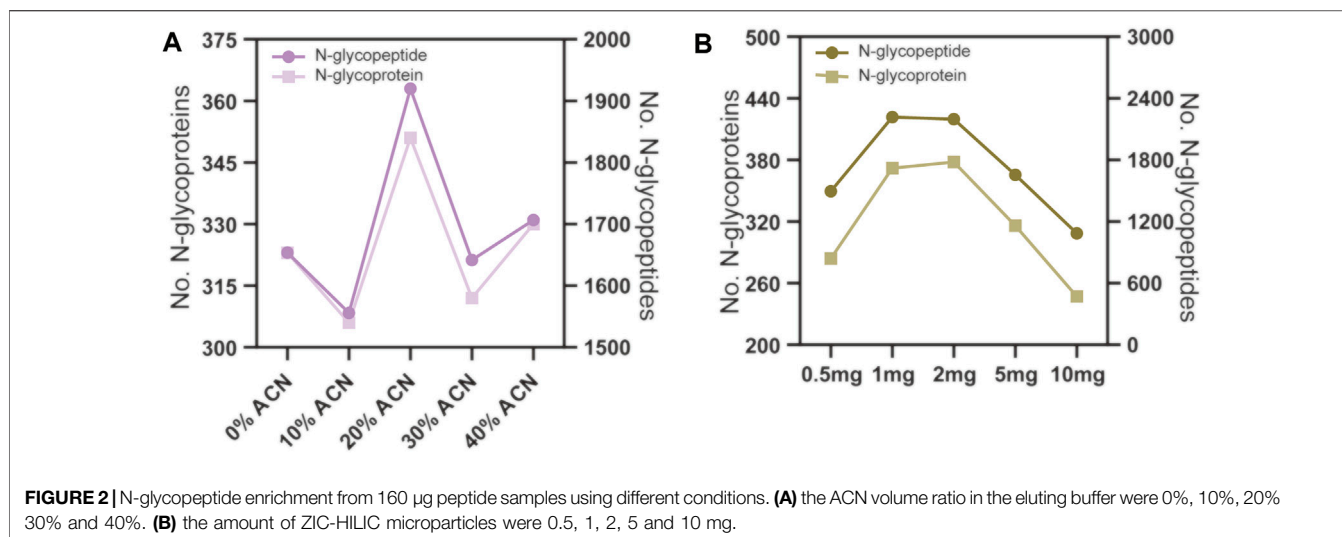 A
375
360
345
330
315
300
No. N-glycoproteins
N-glycopeptide
N-glycoprotein
2000
1900
1800
1700
1600
1500
No. N-glycopeptides
0% ACN
10% ACN
20% ACN
30% ACN
40% ACN
B
500
440
380
320
260
200
No. N-glycoproteins
N-glycopeptide
N-glycoprotein
3000
2400
1800
1200
600
0
No. N-glycopeptides
0.5mg 1mg 2mg 5mg 10mg
FIGURE 2 | N-glycopeptide enrichment from 160 µg peptide samples using different conditions. (A) the ACN volume ratio in the eluting buffer were 0%, 10%, 20%
30% and 40%. (B) the amount of ZIC-HILIC microparticles were 0.5, 1, 2, 5 and 10 mg.